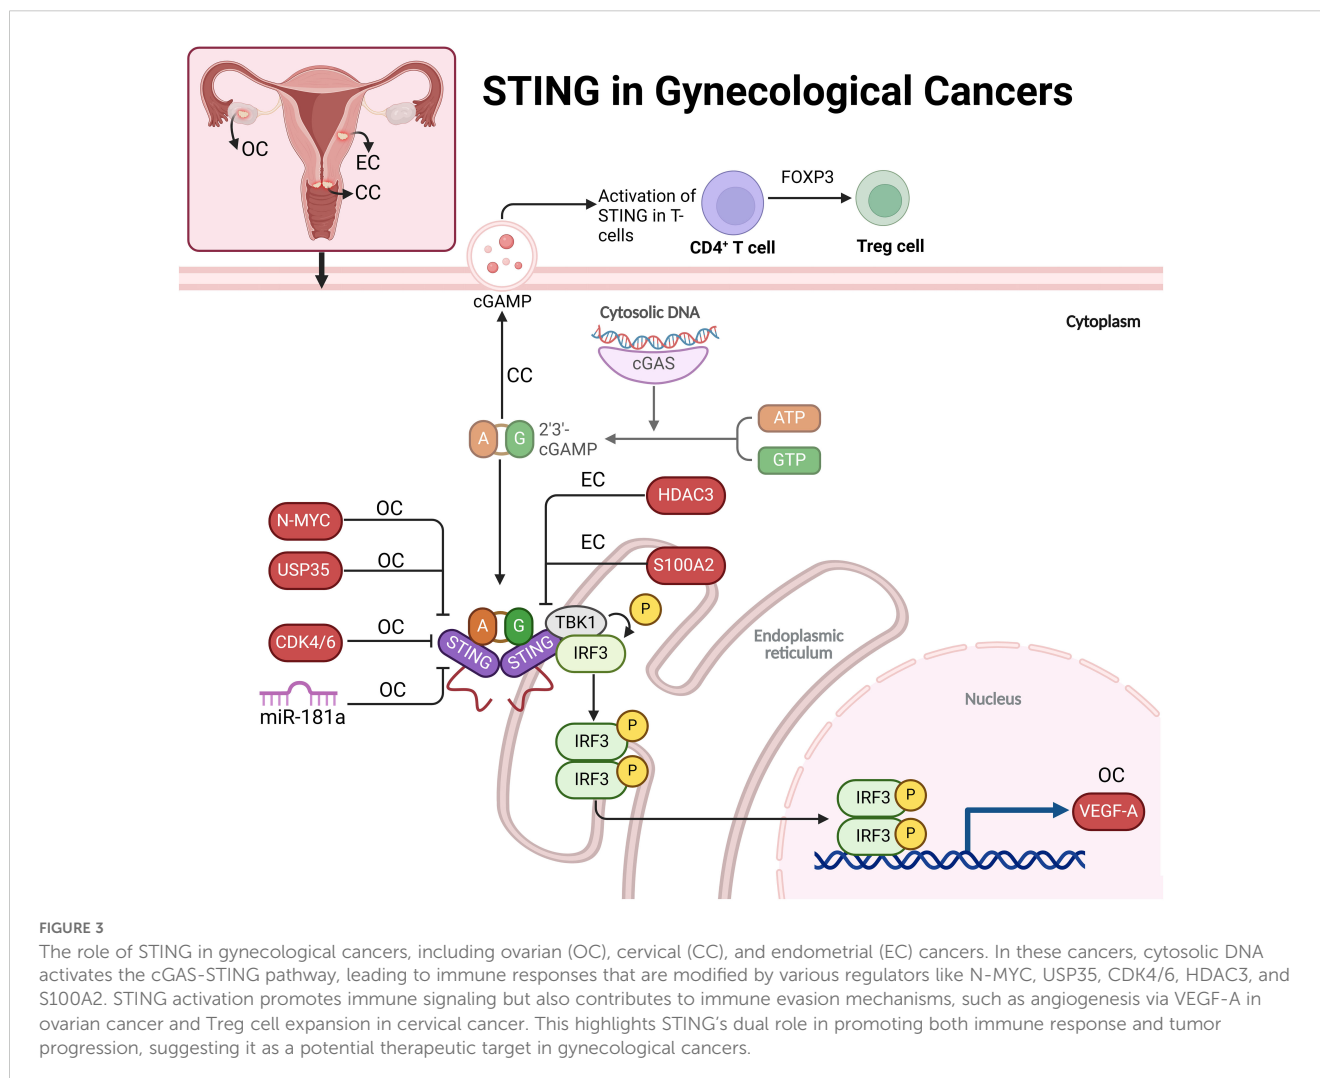 STING in Gynecological Cancers
OC
EC
CC
Activation of
STING in T-
cells
FOXP3
CD4⁺ T cell
Treg cell
cGAMP
Cytosolic DNA
cGAS
Cytoplasm
CC
A
G
2'3'-
cGAMP
ATP
GTP
EC
HDAC3
EC
S100A2
N-MYC
OC
USP35
OC
CDK4/6
OC
miR-181a
OC
A
G
STING
STING
TBK1
P
IRF3
Endoplasmic
reticulum
Nucleus
IRF3
P
IRF3
P
IRF3
P
IRF3
P
OC
VEGF-A
FIGURE 3
The role of STING in gynecological cancers, including ovarian (OC), cervical (CC), and endometrial (EC) cancers. In these cancers, cytosolic DNA
activates the cGAS-STING pathway, leading to immune responses that are modified by various regulators like N-MYC, USP35, CDK4/6, HDAC3, and
S100A2. STING activation promotes immune signaling but also contributes to immune evasion mechanisms, such as angiogenesis via VEGF-A in
ovarian cancer and Treg cell expansion in cervical cancer. This highlights STING's dual role in promoting both immune response and tumor
progression, suggesting it as a potential therapeutic target in gynecological cancers.